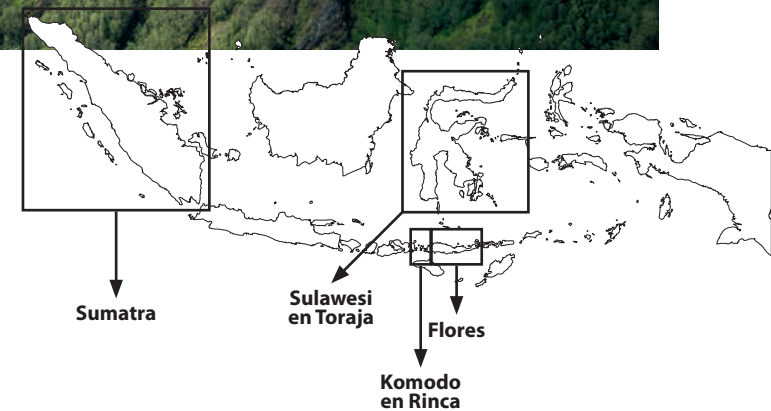 Sumatra
Sulawesi
en Toraja
Flores
Komodo
en Rinca